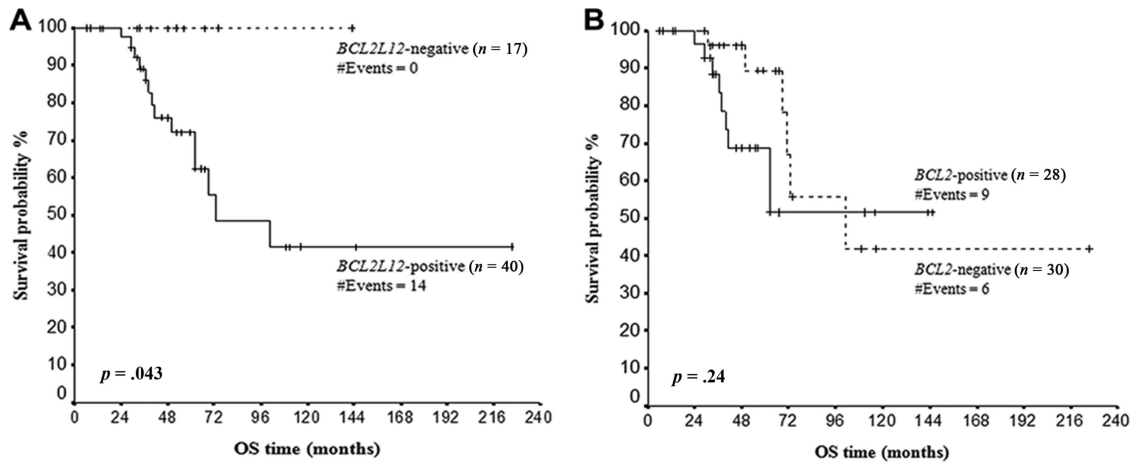 A
Survival probability %
100
90
80
70
60
50
40
30
20
10
0
BCL2L12-negative (n = 17)
#Events = 0
BCL2L12-positive (n = 40)
#Events = 14
p = .043
0 24 48 72 96 120 144 168 192 216 240
OS time (months)
B
Survival probability %
100
90
80
70
60
50
40
30
20
10
0
BCL2-positive (n = 28)
#Events = 9
BCL2-negative (n = 30)
#Events = 6
p = .24
0 24 48 72 96 120 144 168 192 216 240
OS time (months)